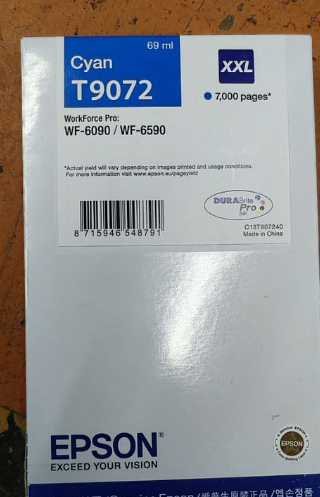 69 ml
Cyan
T9072
XXL
7,000 pages*
WorkForce Pro:
WF-6090 / WF-6590
*Actual yield will vary depending on images printed and usage conditions.
For more information visit www.epson.eu/pageyield
8 715946 548791
DURABrite
Pro
INK
C13T907240
Made in China
EPSON
EPSON®
EXCEED YOUR VISION